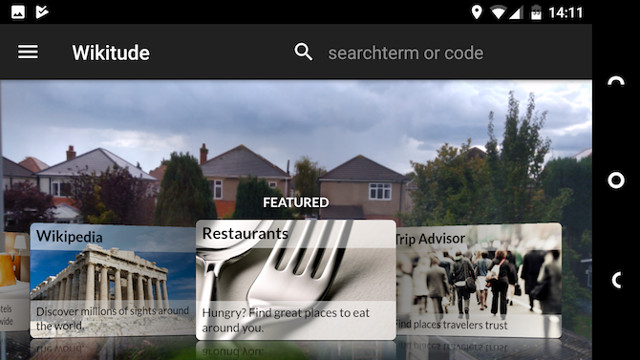 14:11
Wikitude
searchterm or code
FEATURED
Wikipedia
Discover millions of sights around
the world.
Restaurants
Hungry? Find great places to eat
around you.
Trip Advisor
Find places travelers trust